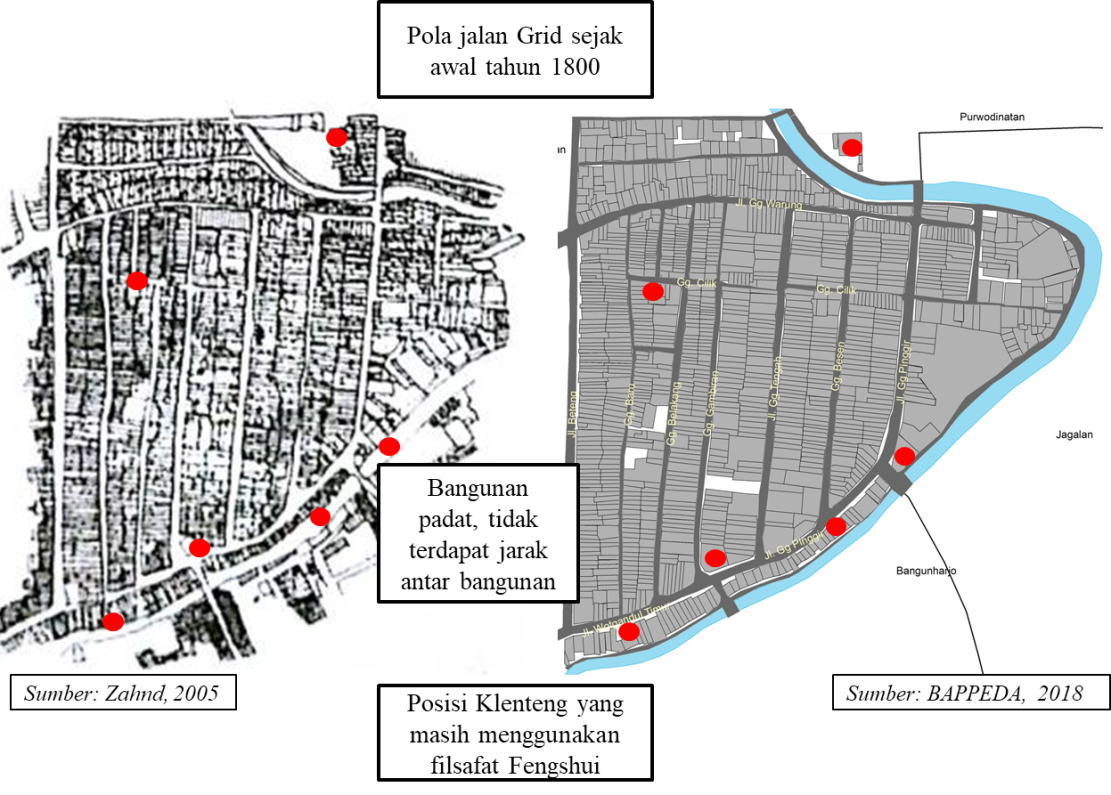 Pola jalan Grid sejak
awal tahun 1800
Purwodinatan
an
Jl. Gg Warung
Gg. Cilik
Gg. Cilik
Jl. Beteng
Gg. Baru
Gg. Belakang
Gg. Gambiran
Jl. Gg Tengah
Gg. Besen
Jl. Gg Pinggir
Jagalan
Bangunan
padat, tidak
terdapat jarak
antar bangunan
Jl. Gg Pinggir
Bangunharjo
Jl. Wotgandul Timur
Sumber: Zahnd, 2005
Posisi Klenteng yang
masih menggunakan
filsafat Fengshui
Sumber: BAPPEDA, 2018